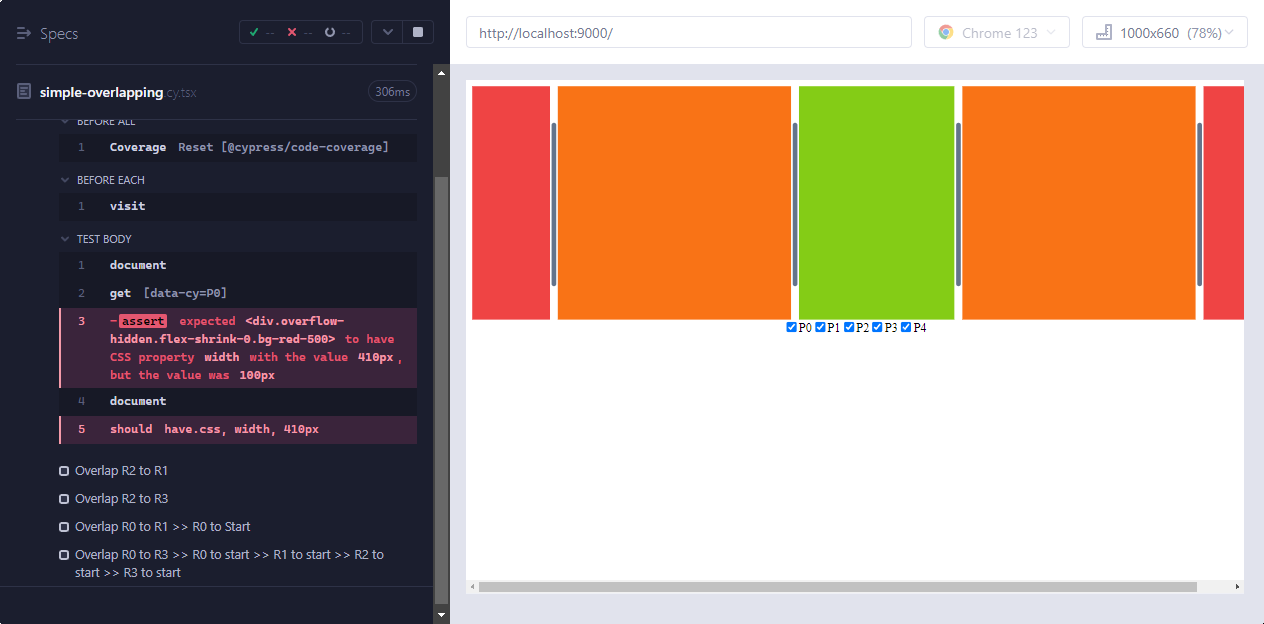 Specs
-- -- --
simple-overlapping.cy.tsx 306ms
BEFORE ALL
1 Coverage Reset [@cypress/code-coverage]
BEFORE EACH
1 visit
TEST BODY
1 document
2 get [data-cy=P0]
3 -assert expected <div.overflow-
hidden.flex-shrink-0.bg-red-500> to have
CSS property width with the value 410px,
but the value was 100px
4 document
5 should have.css, width, 410px
Overlap R2 to R1
Overlap R2 to R3
Overlap R0 to R1 >> R0 to Start
Overlap R0 to R3 >> R0 to start >> R1 to start >> R2 to
start >> R3 to start
http://localhost:9000/
Chrome 123
1000x660 (78%)
P0 P1 P2 P3 P4